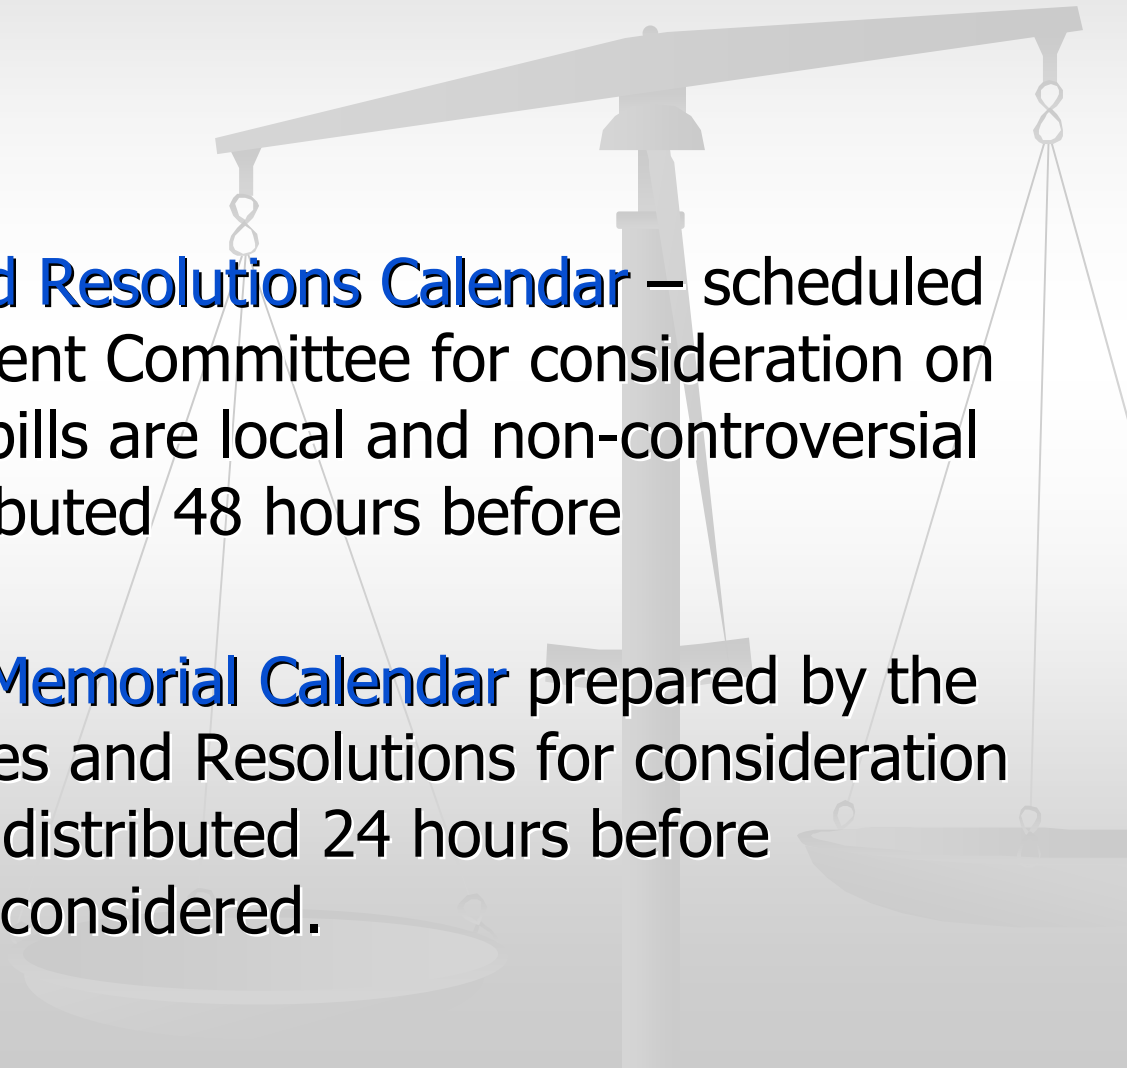 d Resolutions Calendar – scheduled
ent Committee for consideration on
bills are local and non-controversial
buted 48 hours before
Memorial Calendar prepared by the
es and Resolutions for consideration
distributed 24 hours before
considered.